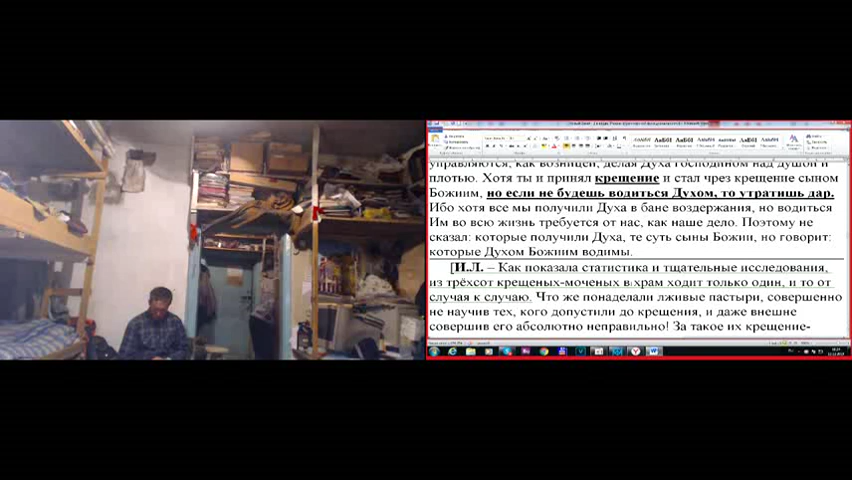 управляются, как возницей, делая Духа господином над душой и
плотью. Хотя ты и принял крещение и стал чрез крещение сыном
Божиим, но если не будешь водиться Духом, то утратишь дар.
Ибо хотя все мы получили Духа в бане воздержания, но водиться
Им во всю жизнь требуется от нас, как наше дело. Поэтому не
сказал: которые получили Духа, те суть сыны Божии, но говорит:
которые Духом Божиим водимы.
[И.Л. – Как показала статистика и тщательные исследования,
из трёхсот крещеных-моченых в храм ходит только один, и то от
случая к случаю. Что же понаделали лживые пастыри, совершенно
не научив тех, кого допустили до крещения, и даже внешне
совершив его абсолютно неправильно! За такое их крещение-